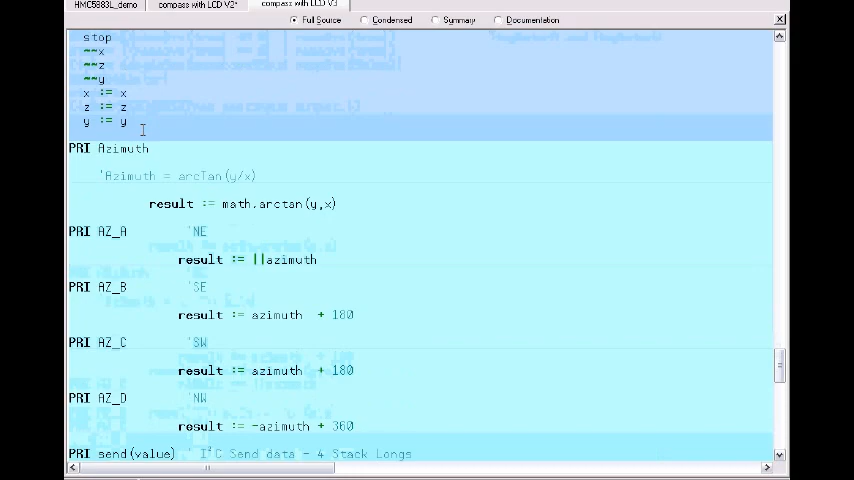 HMC5883L_demo compass with LCD V2* compass with LCD V3
Full Source Condensed Summary Documentation
stop
~~x
~~z
~~y
x := x
z := z
y := y
PRI Azimuth
'Azimuth = arcTan(y/x)
result := math.arctan(y,x)
PRI AZ_A 'NE
result := ||azimuth
PRI AZ_B 'SE
result := azimuth + 180
PRI AZ_C 'SW
result := azimuth + 180
PRI AZ_D 'NW
result := -azimuth + 360
PRI send(value) ' I²C Send data - 4 Stack Longs